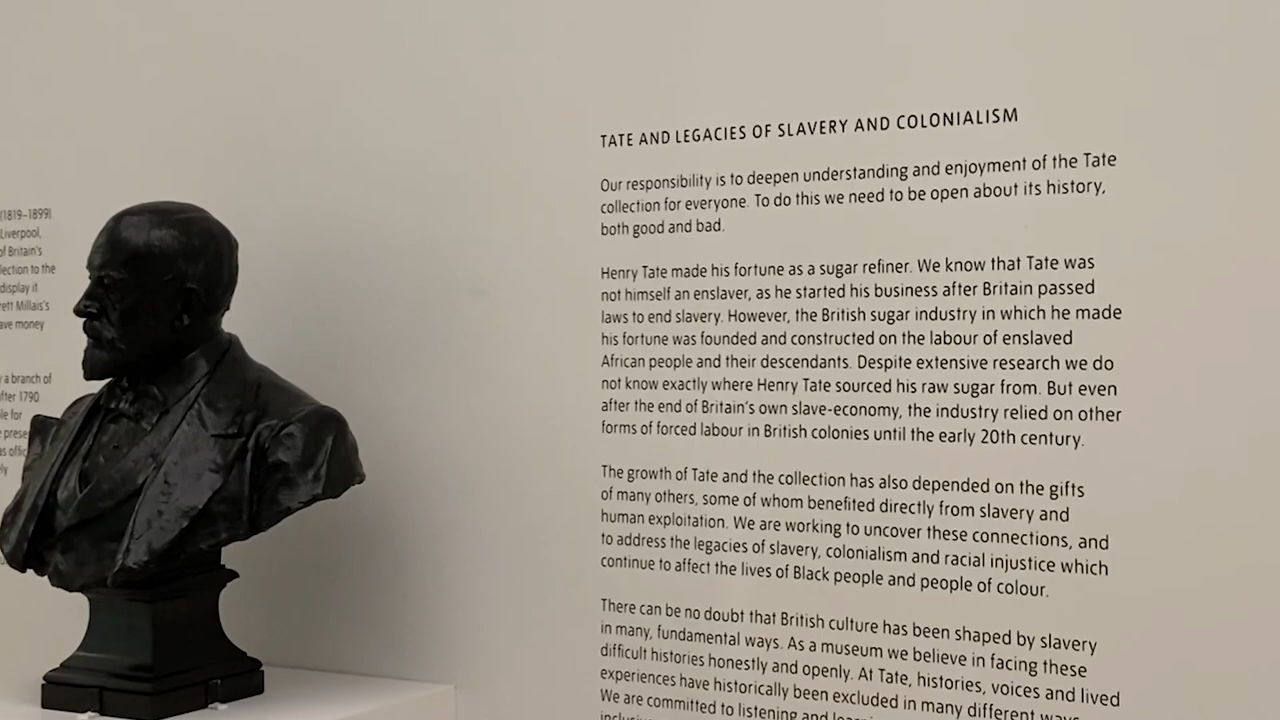 (1819–1899)
Liverpool,
of Britain's
lection to the
display it
rett Millais's
ave money
a branch of
after 1790
le for
prese
as offic
ly
TATE AND LEGACIES OF SLAVERY AND COLONIALISM
Our responsibility is to deepen understanding and enjoyment of the Tate
collection for everyone. To do this we need to be open about its history,
both good and bad.
Henry Tate made his fortune as a sugar refiner. We know that Tate was
not himself an enslaver, as he started his business after Britain passed
laws to end slavery. However, the British sugar industry in which he made
his fortune was founded and constructed on the labour of enslaved
African people and their descendants. Despite extensive research we do
not know exactly where Henry Tate sourced his raw sugar from. But even
after the end of Britain's own slave-economy, the industry relied on other
forms of forced labour in British colonies until the early 20th century.
The growth of Tate and the collection has also depended on the gifts
of many others, some of whom benefited directly from slavery and
human exploitation. We are working to uncover these connections, and
to address the legacies of slavery, colonialism and racial injustice which
continue to affect the lives of Black people and people of colour.
There can be no doubt that British culture has been shaped by slavery
in many, fundamental ways. As a museum we believe in facing these
difficult histories honestly and openly. At Tate, histories, voices and lived
experiences have historically been excluded in many different ways.
We are committed to listening and